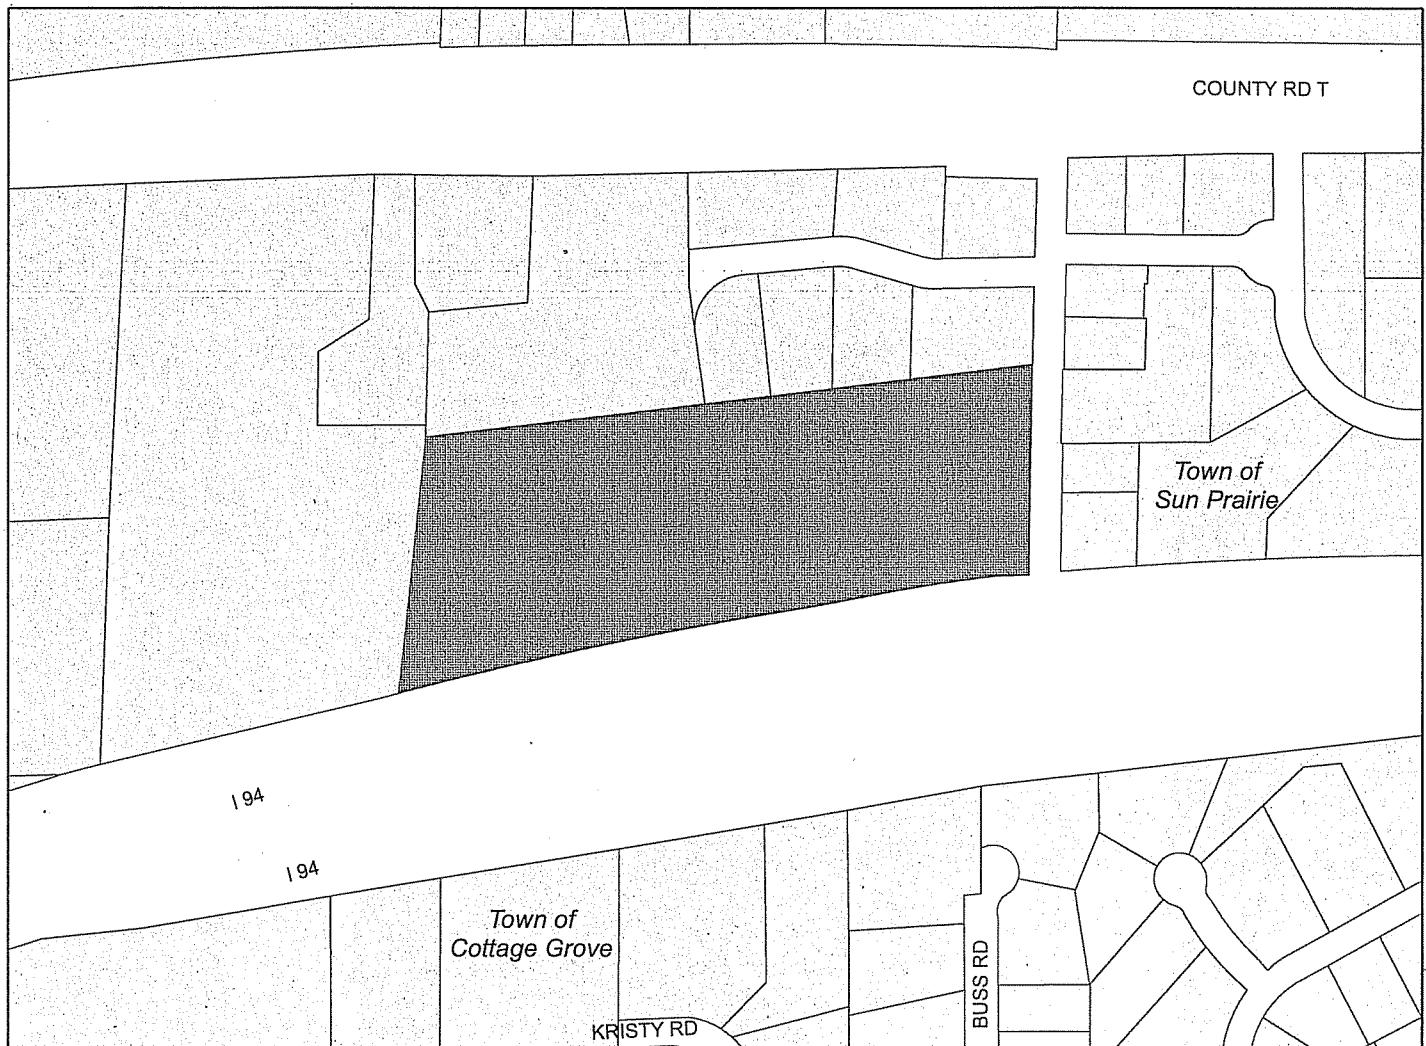 COUNTY RD T
Town of
Sun Prairie
I 94
I 94
Town of
Cottage Grove
BUSS RD
KRISTY RD